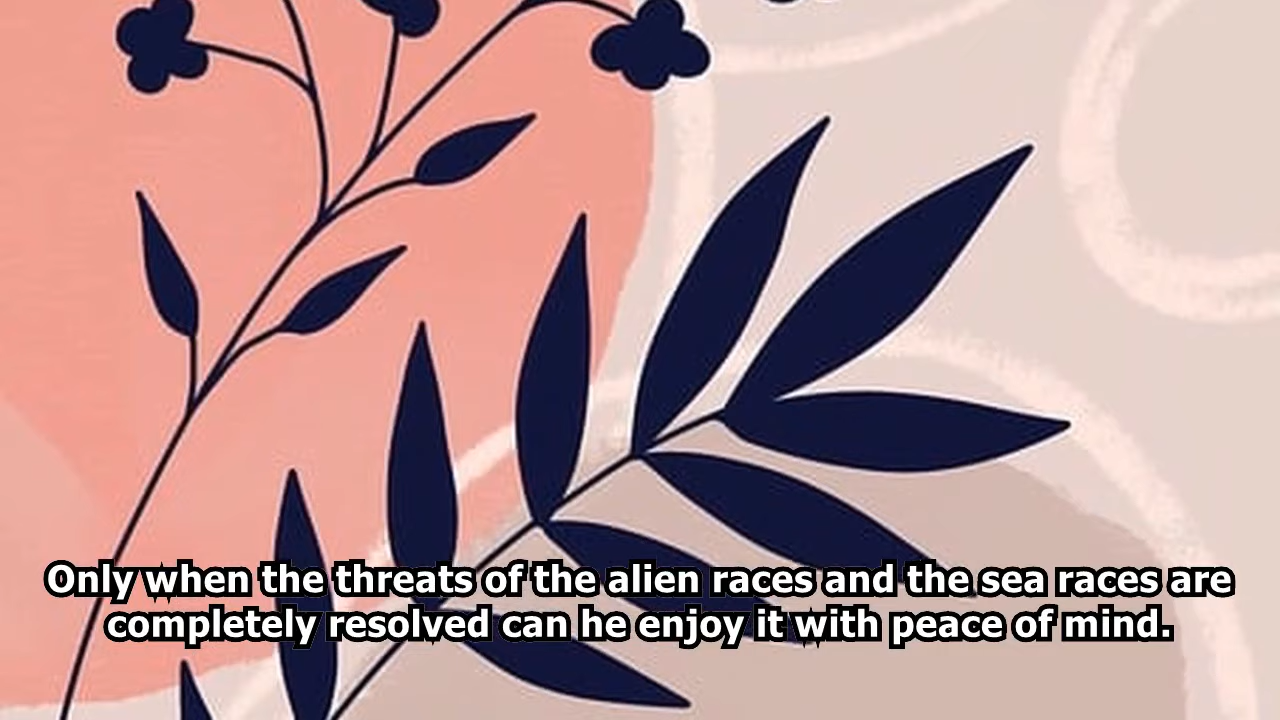 Only when the threats of the alien races and the sea races are
completely resolved can he enjoy it with peace of mind.